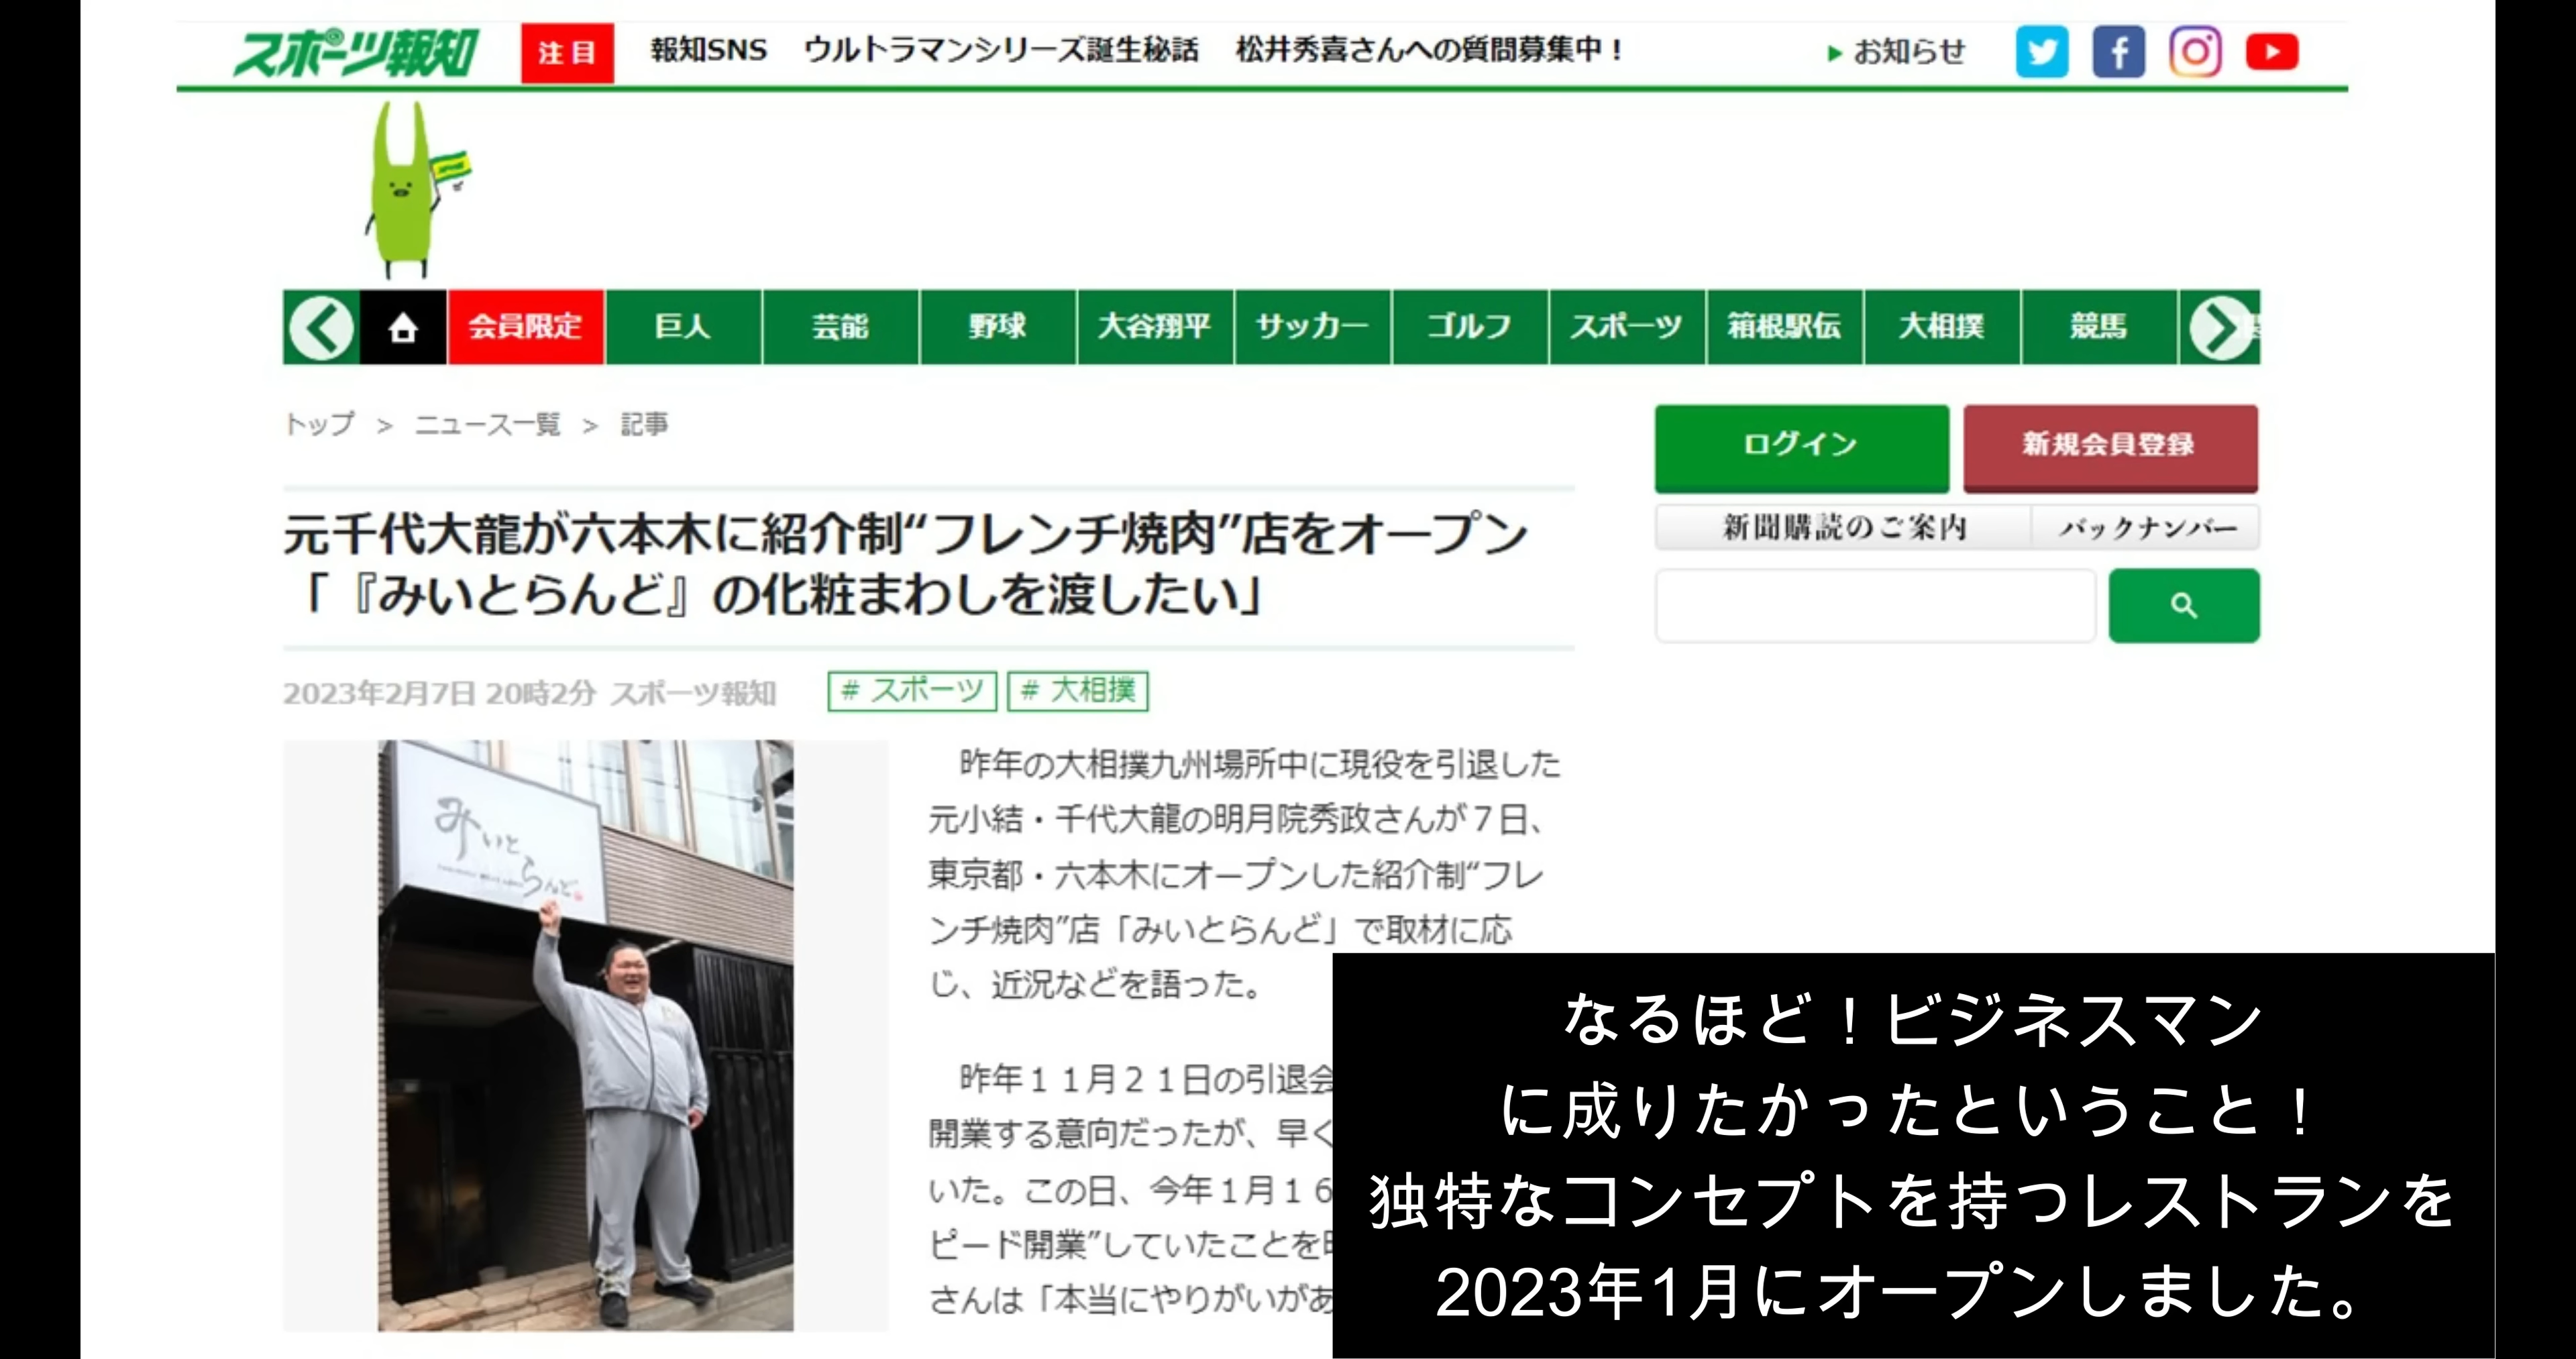 スポーツ報知 注目 報知SNS ウルトラマンシリーズ誕生秘話 松井秀喜さんへの質問募集中！ お知らせ
会員限定 巨人 芸能 野球 大谷翔平 サッカー ゴルフ スポーツ 箱根駅伝 大相撲 競馬
トップ > ニュース一覧 > 記事
ログイン 新規会員登録
新聞購読のご案内 バックナンバー
元千代大龍が六本木に紹介制“フレンチ焼肉”店をオープン
「『みいとらんど』の化粧まわしを渡したい」
2023年2月7日 20時2分 スポーツ報知 # スポーツ # 大相撲
みいとらんど
昨年の大相撲九州場所中に現役を引退した
元小結・千代大龍の明月院秀政さんが７日、
東京都・六本木にオープンした紹介制“フレ
ンチ焼肉”店「みいとらんど」で取材に応
じ、近況などを語った。
昨年１１月２１日の引退会
開業する意向だったが、早く
いた。この日、今年１月１６
ピード開業”していたことを
さんは「本当にやりがいがあ
なるほど！ビジネスマン
に成りたかったということ！
独特なコンセプトを持つレストランを
2023年1月にオープンしました。